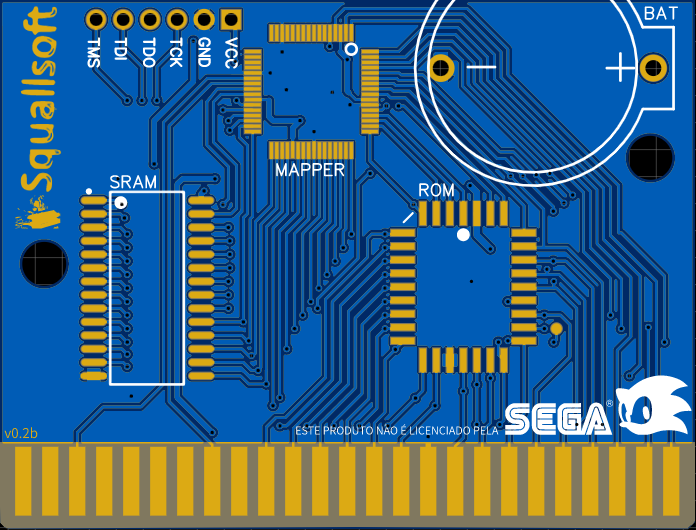 Squallsoft
TMS
TDI
TDO
TCK
GND
VCC
BAT
MAPPER
SRAM
ROM
v0.2b
ESTE PRODUTO NÃO É LICENCIADO PELA
SEGA®